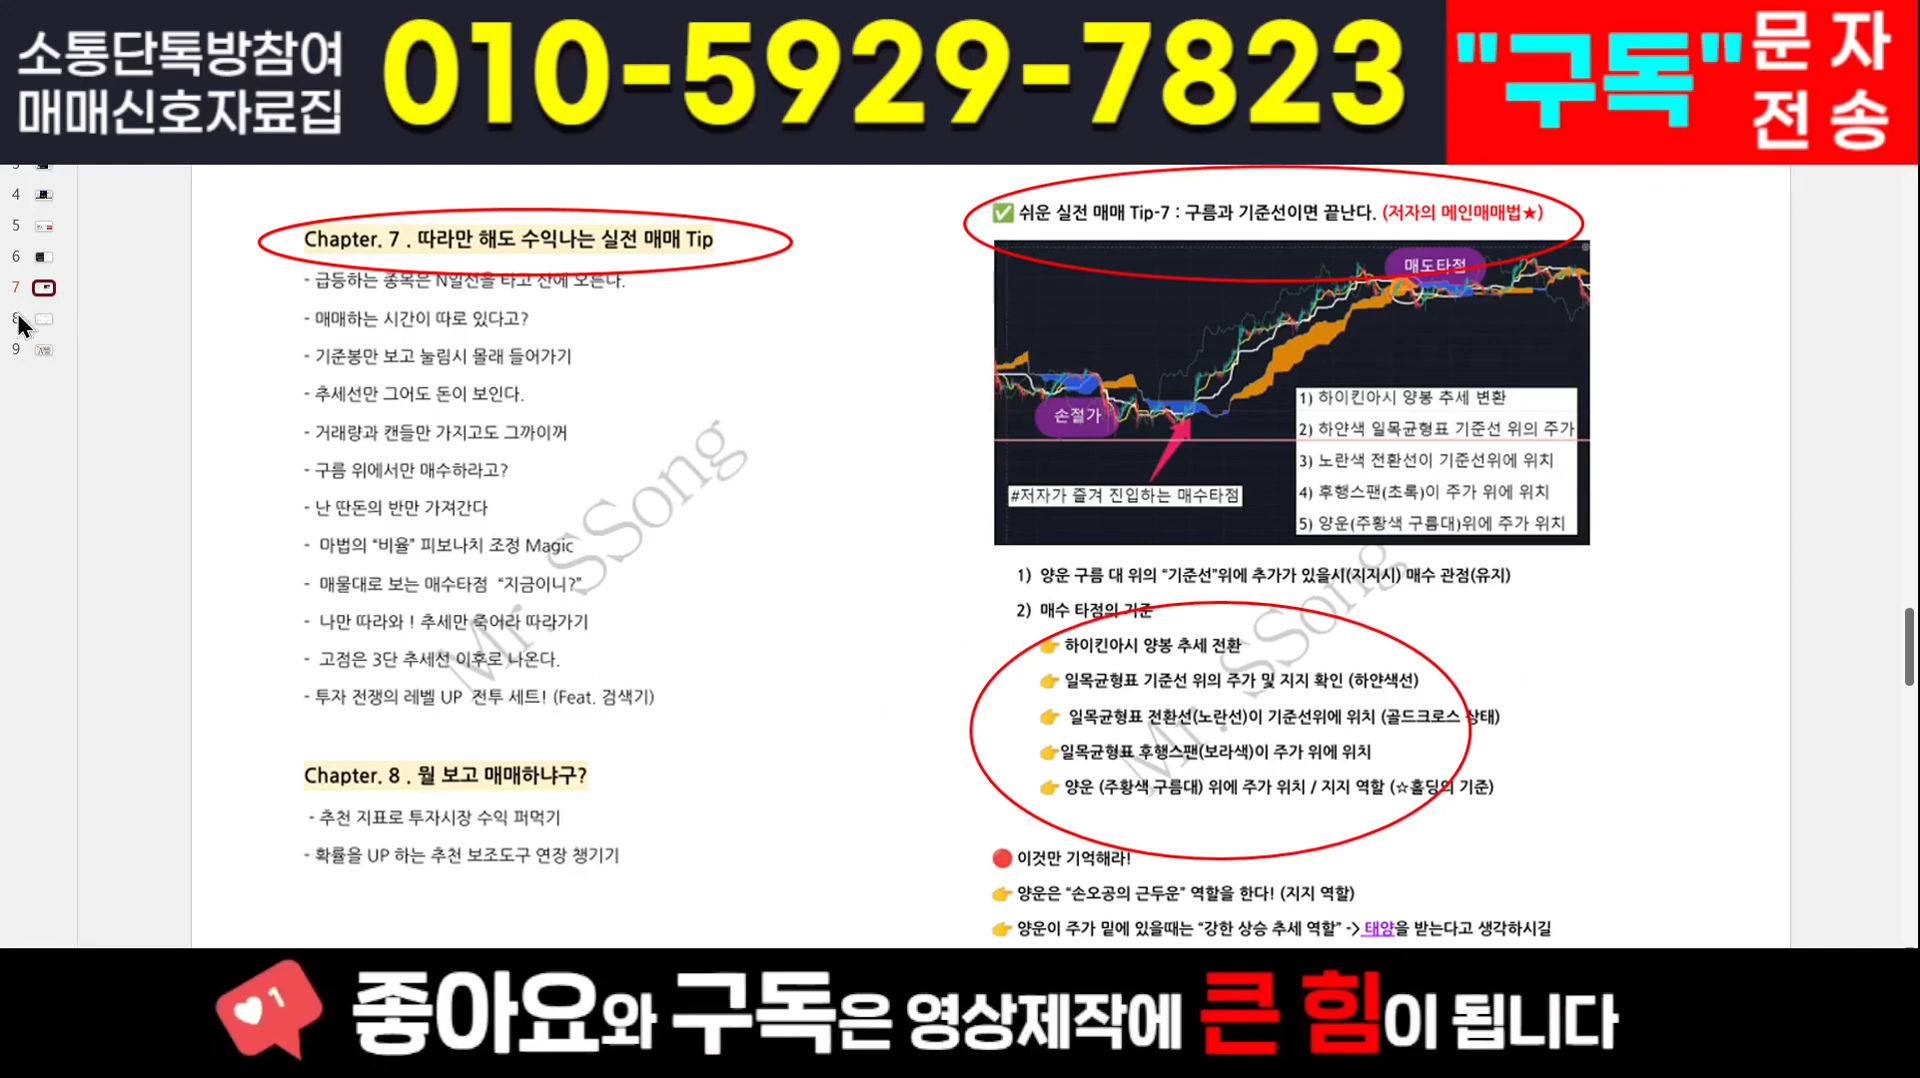 소통단톡방참여
매매신호자료집
010-5929-7823
"구독"
문 자
전 송
4
5
6
7
8
9
Chapter. 7 . 따라만 해도 수익나는 실전 매매 Tip
- 급등하는 종목은 N일선을 타고 산에 오른다.
- 매매하는 시간이 따로 있다고?
- 기준봉만 보고 눌림시 몰래 들어가기
- 추세선만 그어도 돈이 보인다.
- 거래량과 캔들만 가지고도 그까이꺼
- 구름 위에서만 매수하라고?
- 난 딴돈의 반만 가져간다
- 마법의 “비율” 피보나치 조정 Magic
- 매물대로 보는 매수타점 “지금이니?”
- 나만 따라와 ! 추세만 죽어라 따라가기
- 고점은 3단 추세선 이후로 나온다.
- 투자 전쟁의 레벨 UP 전투 세트! (Feat. 검색기)
Chapter. 8 . 뭘 보고 매매하냐구?
- 추천 지표로 투자시장 수익 퍼먹기
- 확률을 UP 하는 추천 보조도구 연장 챙기기
Mr. SSong
✅ 쉬운 실전 매매 Tip-7 : 구름과 기준선이면 끝난다. (저자의 메인매매법★)
매도타점
손절가
#저자가 즐겨 진입하는 매수타점
1) 하이킨아시 양봉 추세 변환
2) 하얀색 일목균형표 기준선 위의 주가
3) 노란색 전환선이 기준선위에 위치
4) 후행스팬(초록)이 주가 위에 위치
5) 양운(주황색 구름대)위에 주가 위치
1) 양운 구름 대 위의 “기준선”위에 추가가 있을시(지지시) 매수 관점(유지)
2) 매수 타점의 기준
👉 하이킨아시 양봉 추세 전환
👉 일목균형표 기준선 위의 주가 및 지지 확인 (하얀색선)
👉 일목균형표 전환선(노란선)이 기준선위에 위치 (골드크로스 상태)
👉일목균형표 후행스팬(보라색)이 주가 위에 위치
👉 양운 (주황색 구름대) 위에 주가 위치 / 지지 역할 (☆홀딩의 기준)
🔴 이것만 기억해라!
👉 양운은 “손오공의 근두운” 역할을 한다! (지지 역할)
👉 양운이 주가 밑에 있을때는 “강한 상승 추세 역할” -> 태양을 받는다고 생각하시길
Mr. SSong
1
좋아요와 구독은 영상제작에 큰 힘이 됩니다